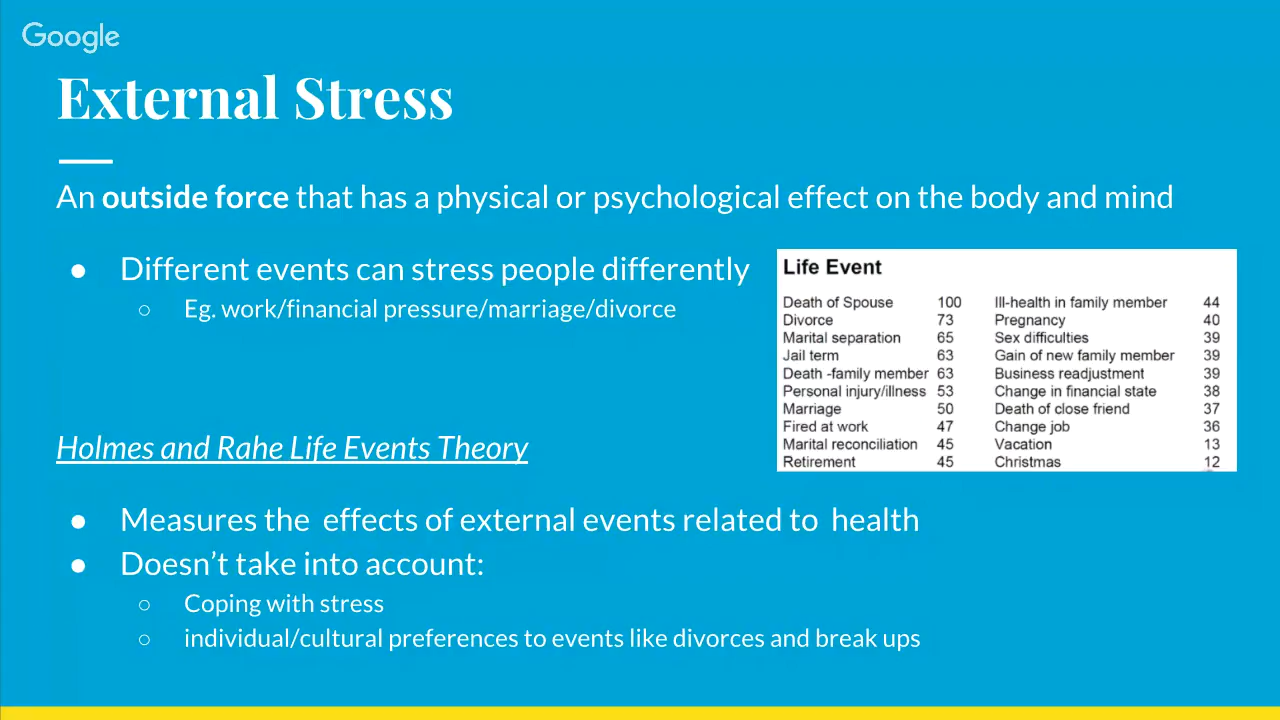 Google
External Stress
An outside force that has a physical or psychological effect on the body and mind
● Different events can stress people differently
○ Eg. work/financial pressure/marriage/divorce
Life Event
Death of Spouse 100 Ill-health in family member 44
Divorce 73 Pregnancy 40
Marital separation 65 Sex difficulties 39
Jail term 63 Gain of new family member 39
Death -family member 63 Business readjustment 39
Personal injury/illness 53 Change in financial state 38
Marriage 50 Death of close friend 37
Fired at work 47 Change job 36
Marital reconciliation 45 Vacation 13
Retirement 45 Christmas 12
Holmes and Rahe Life Events Theory
● Measures the  effects of external events related to  health
● Doesn’t take into account:
○ Coping with stress
○ individual/cultural preferences to events like divorces and break ups